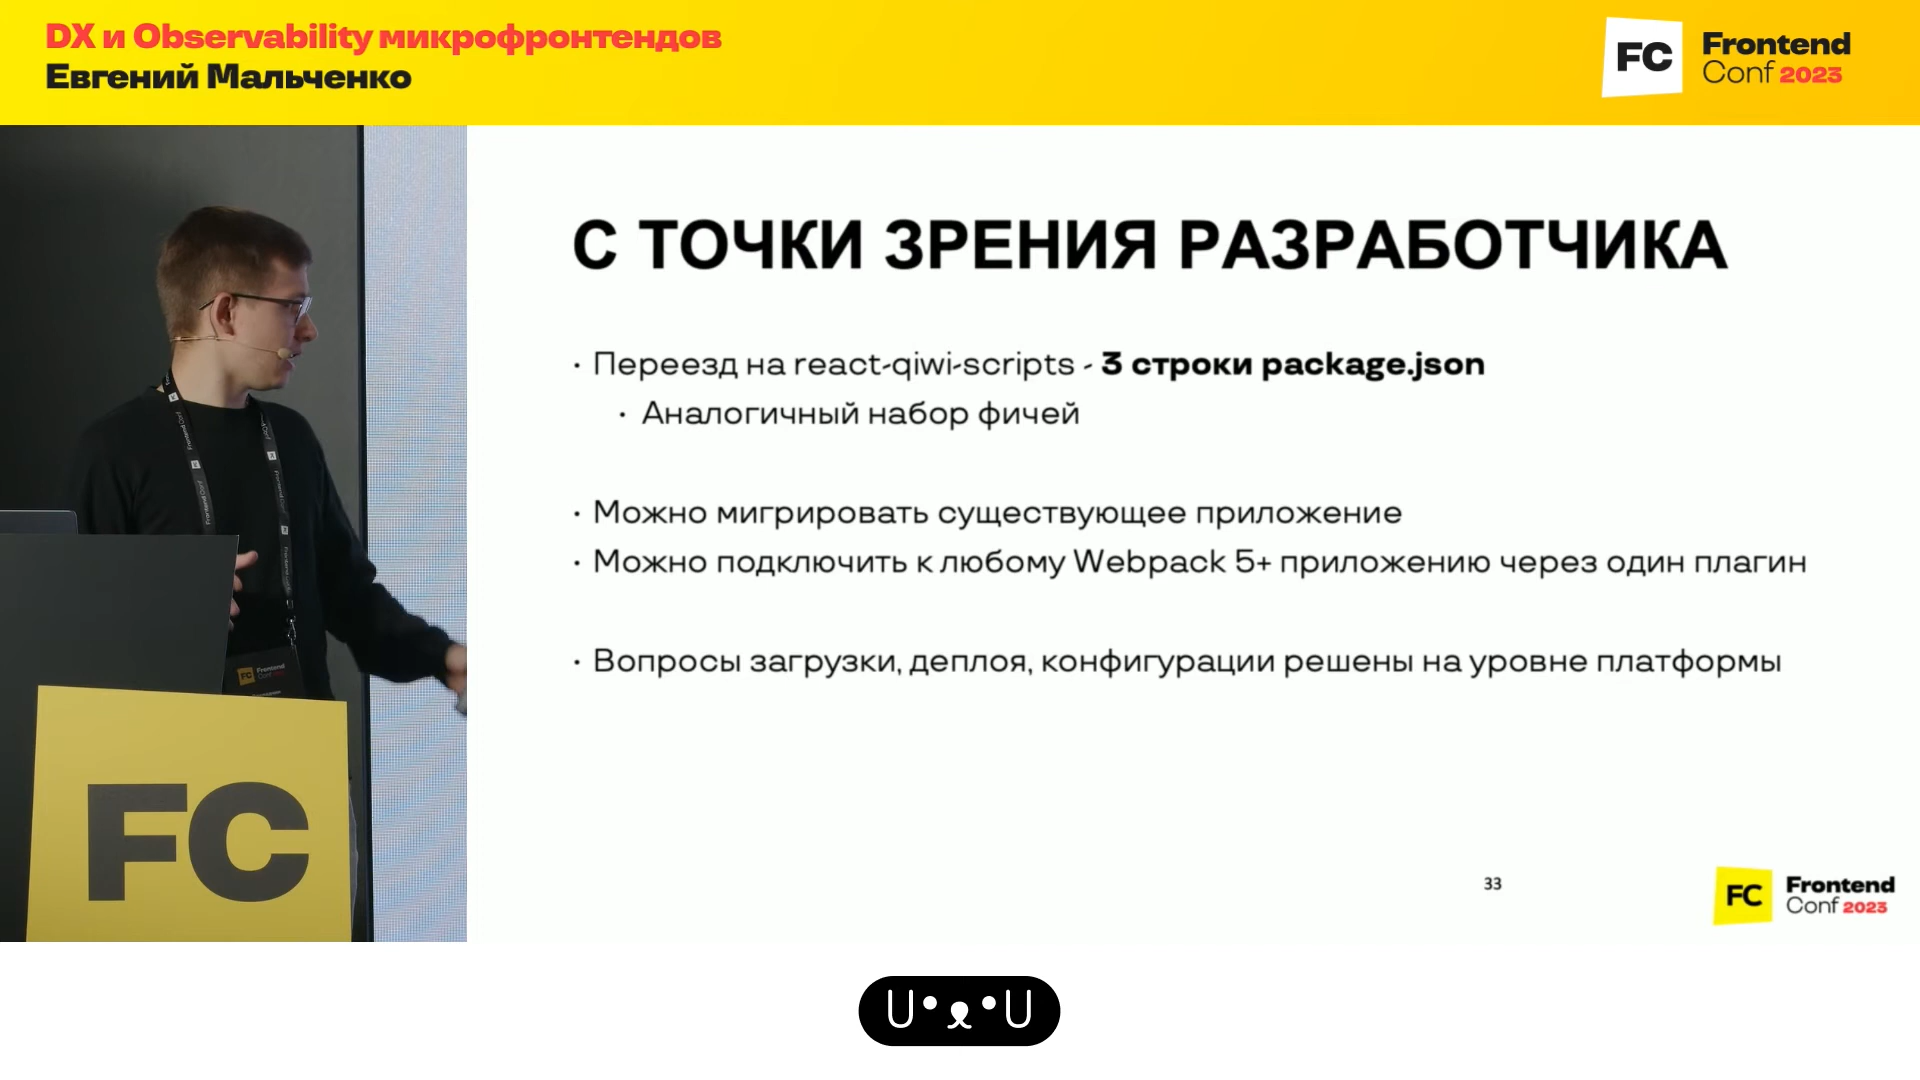 DX и Observability микрофронтендов
Евгений Мальченко
FC
Frontend
Conf 2023
С ТОЧКИ ЗРЕНИЯ РАЗРАБОТЧИКА
· Переезд на react-qiwi-scripts - 3 строки package.json
· Аналогичный набор фичей
· Можно мигрировать существующее приложение
· Можно подключить к любому Webpack 5+ приложению через один плагин
· Вопросы загрузки, деплоя, конфигурации решены на уровне платформы
FC
33
FC
Frontend
Conf 2023